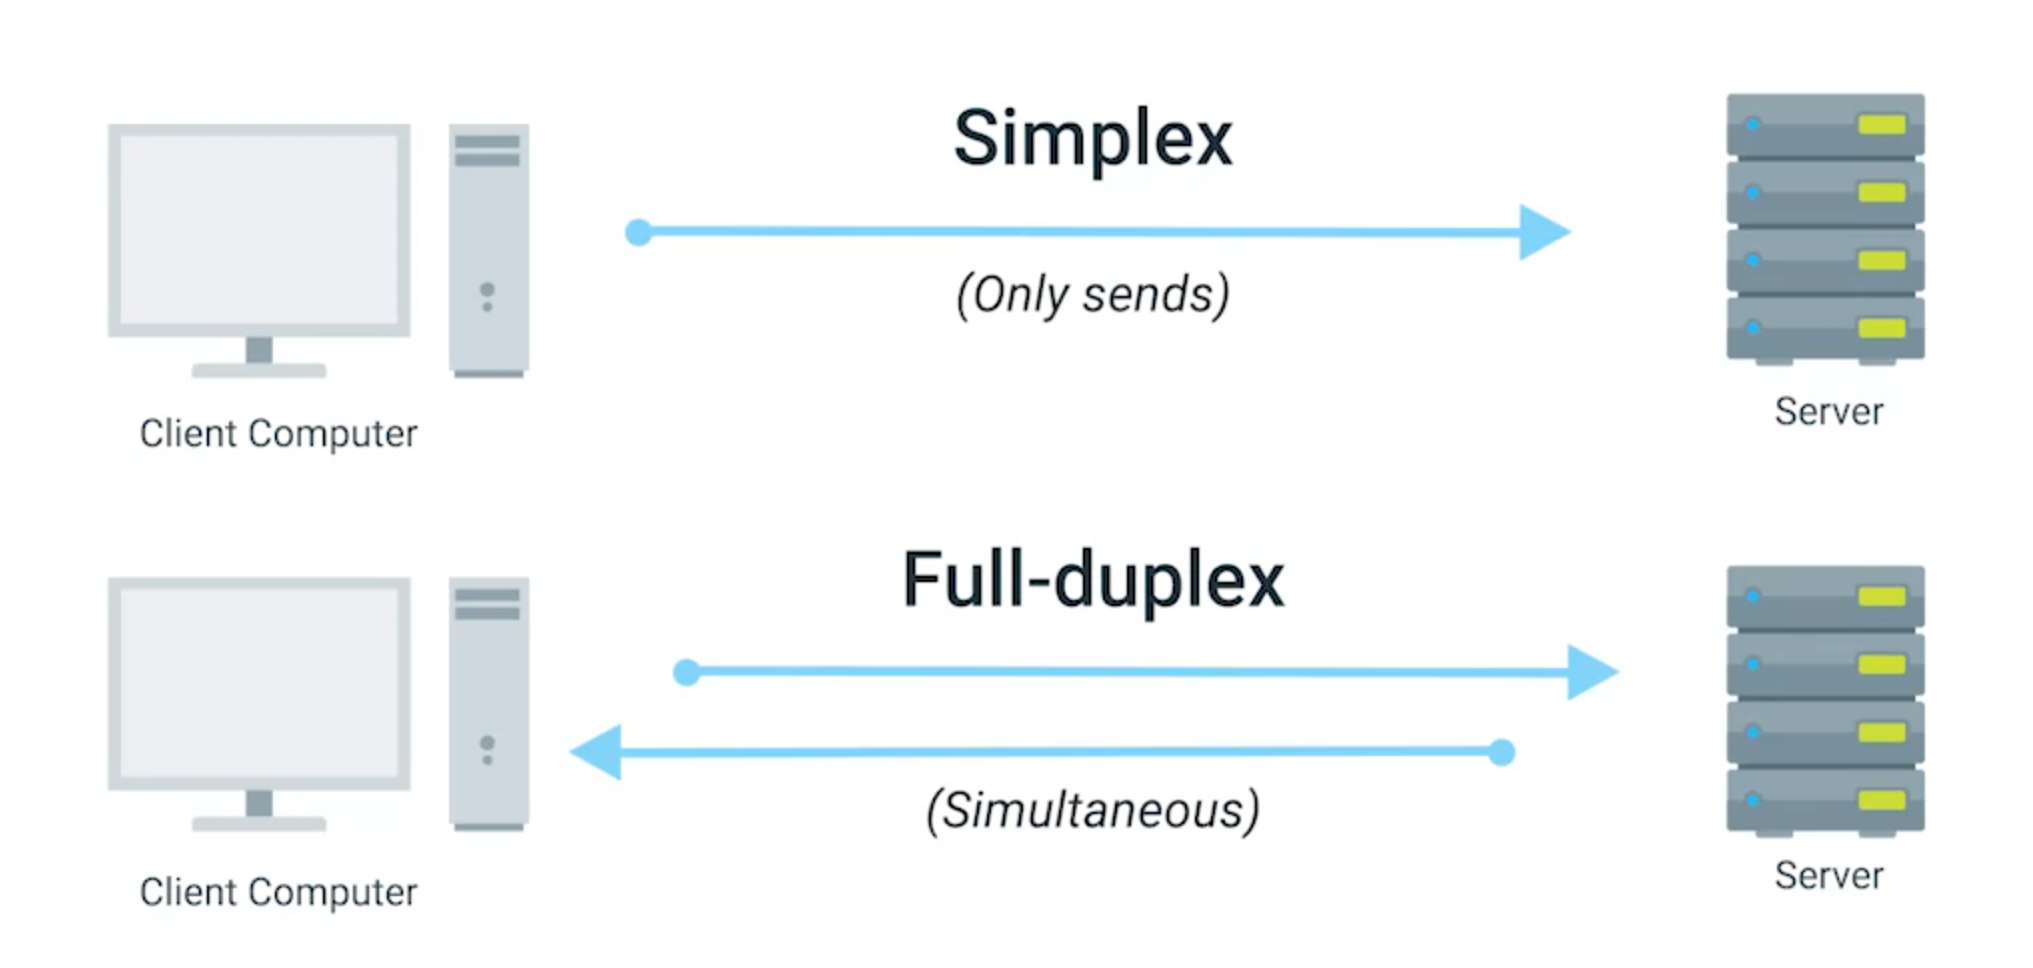 Simplex
(Only sends)
Client Computer
Server
Full-duplex
(Simultaneous)
Client Computer
Server